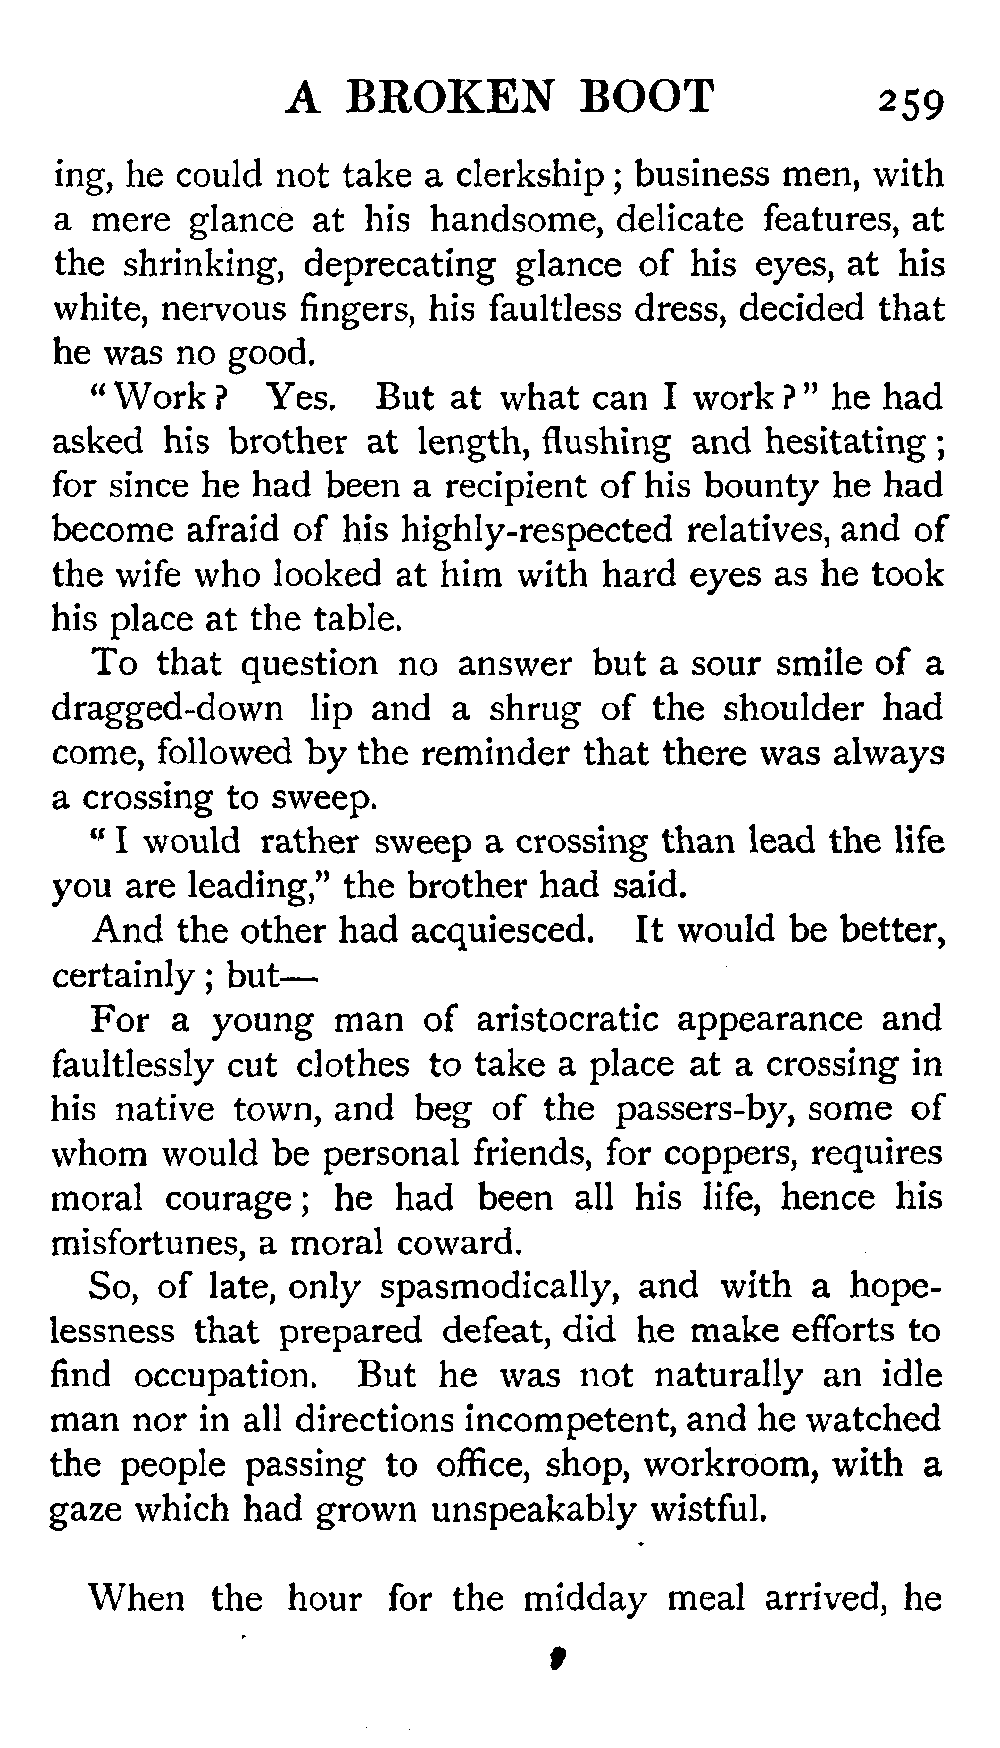 A BROKEN BOOT 259
ing, he could not take a clerkship ; business men, with
a mere glance at his handsome, delicate features, at
the shrinking, deprecating glance of his eyes, at his
white, nervous fingers, his faultless dress, decided that
he was no good.
“Work ? Yes. But at what can I work ?” he had
asked his brother at length, flushing and hesitating ;
for since he had been a recipient of his bounty he had
become afraid of his highly-respected relatives, and of
the wife who looked at him with hard eyes as he took
his place at the table.
To that question no answer but a sour smile of a
dragged-down lip and a shrug of the shoulder had
come, followed by the reminder that there was always
a crossing to sweep.
“I would rather sweep a crossing than lead the life
you are leading,” the brother had said.
And the other had acquiesced. It would be better,
certainly ; but—
For a young man of aristocratic appearance and
faultlessly cut clothes to take a place at a crossing in
his native town, and beg of the passers-by, some of
whom would be personal friends, for coppers, requires
moral courage ; he had been all his life, hence his
misfortunes, a moral coward.
So, of late, only spasmodically, and with a hope-
lessness that prepared defeat, did he make efforts to
find occupation. But he was not naturally an idle
man nor in all directions incompetent, and he watched
the people passing to office, shop, workroom, with a
gaze which had grown unspeakably wistful.
When the hour for the midday meal arrived, he